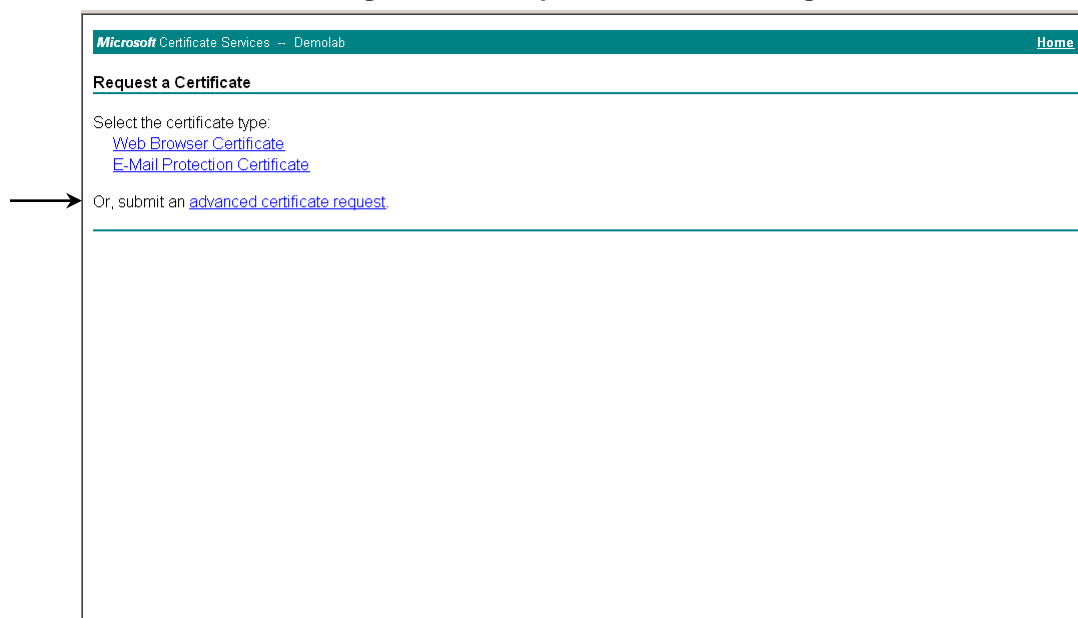 Microsoft Certificate Services -- Demolab Home
Request a Certificate
Select the certificate type:
Web Browser Certificate
E-Mail Protection Certificate
Or, submit an advanced certificate request.